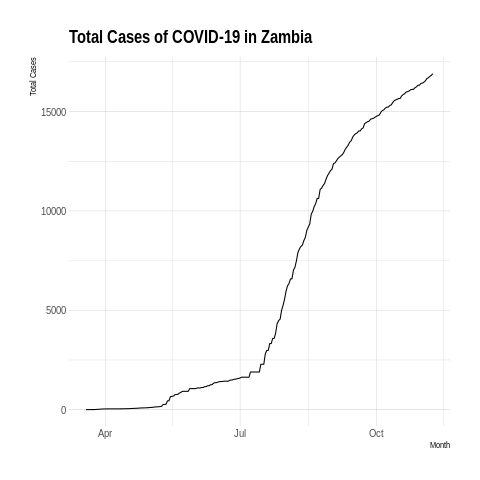 Total Cases of COVID-19 in Zambia
Total Cases
15000
10000
5000
0
Apr
Jul
Oct
Month